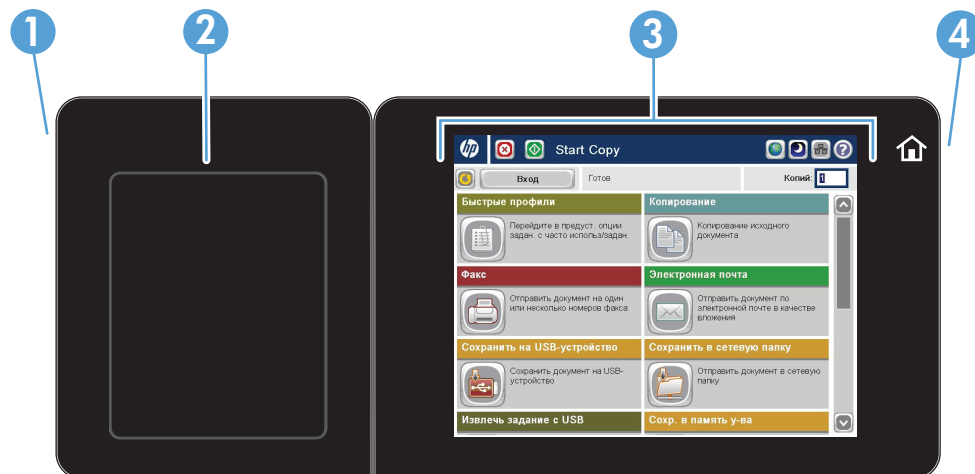 1
2
3
4
hp
Start Copy
?
Вход
Готов
Копий:
1
Быстрые профили
Копирование
Перейдите в предуст. опции
задан. с часто использ/задан.
Копирование исходного
документа
Факс
Электронная почта
Отправить документ на один
или несколько номеров факса
Отправить документ по
электронной почте в качестве
вложения
Сохранить на USB-устройство
Сохранить в сетевую папку
Сохранить документ на USB-
устройство
Отправить документ в сетевую
папку
Извлечь задание с USB
Сохр. в память у-ва